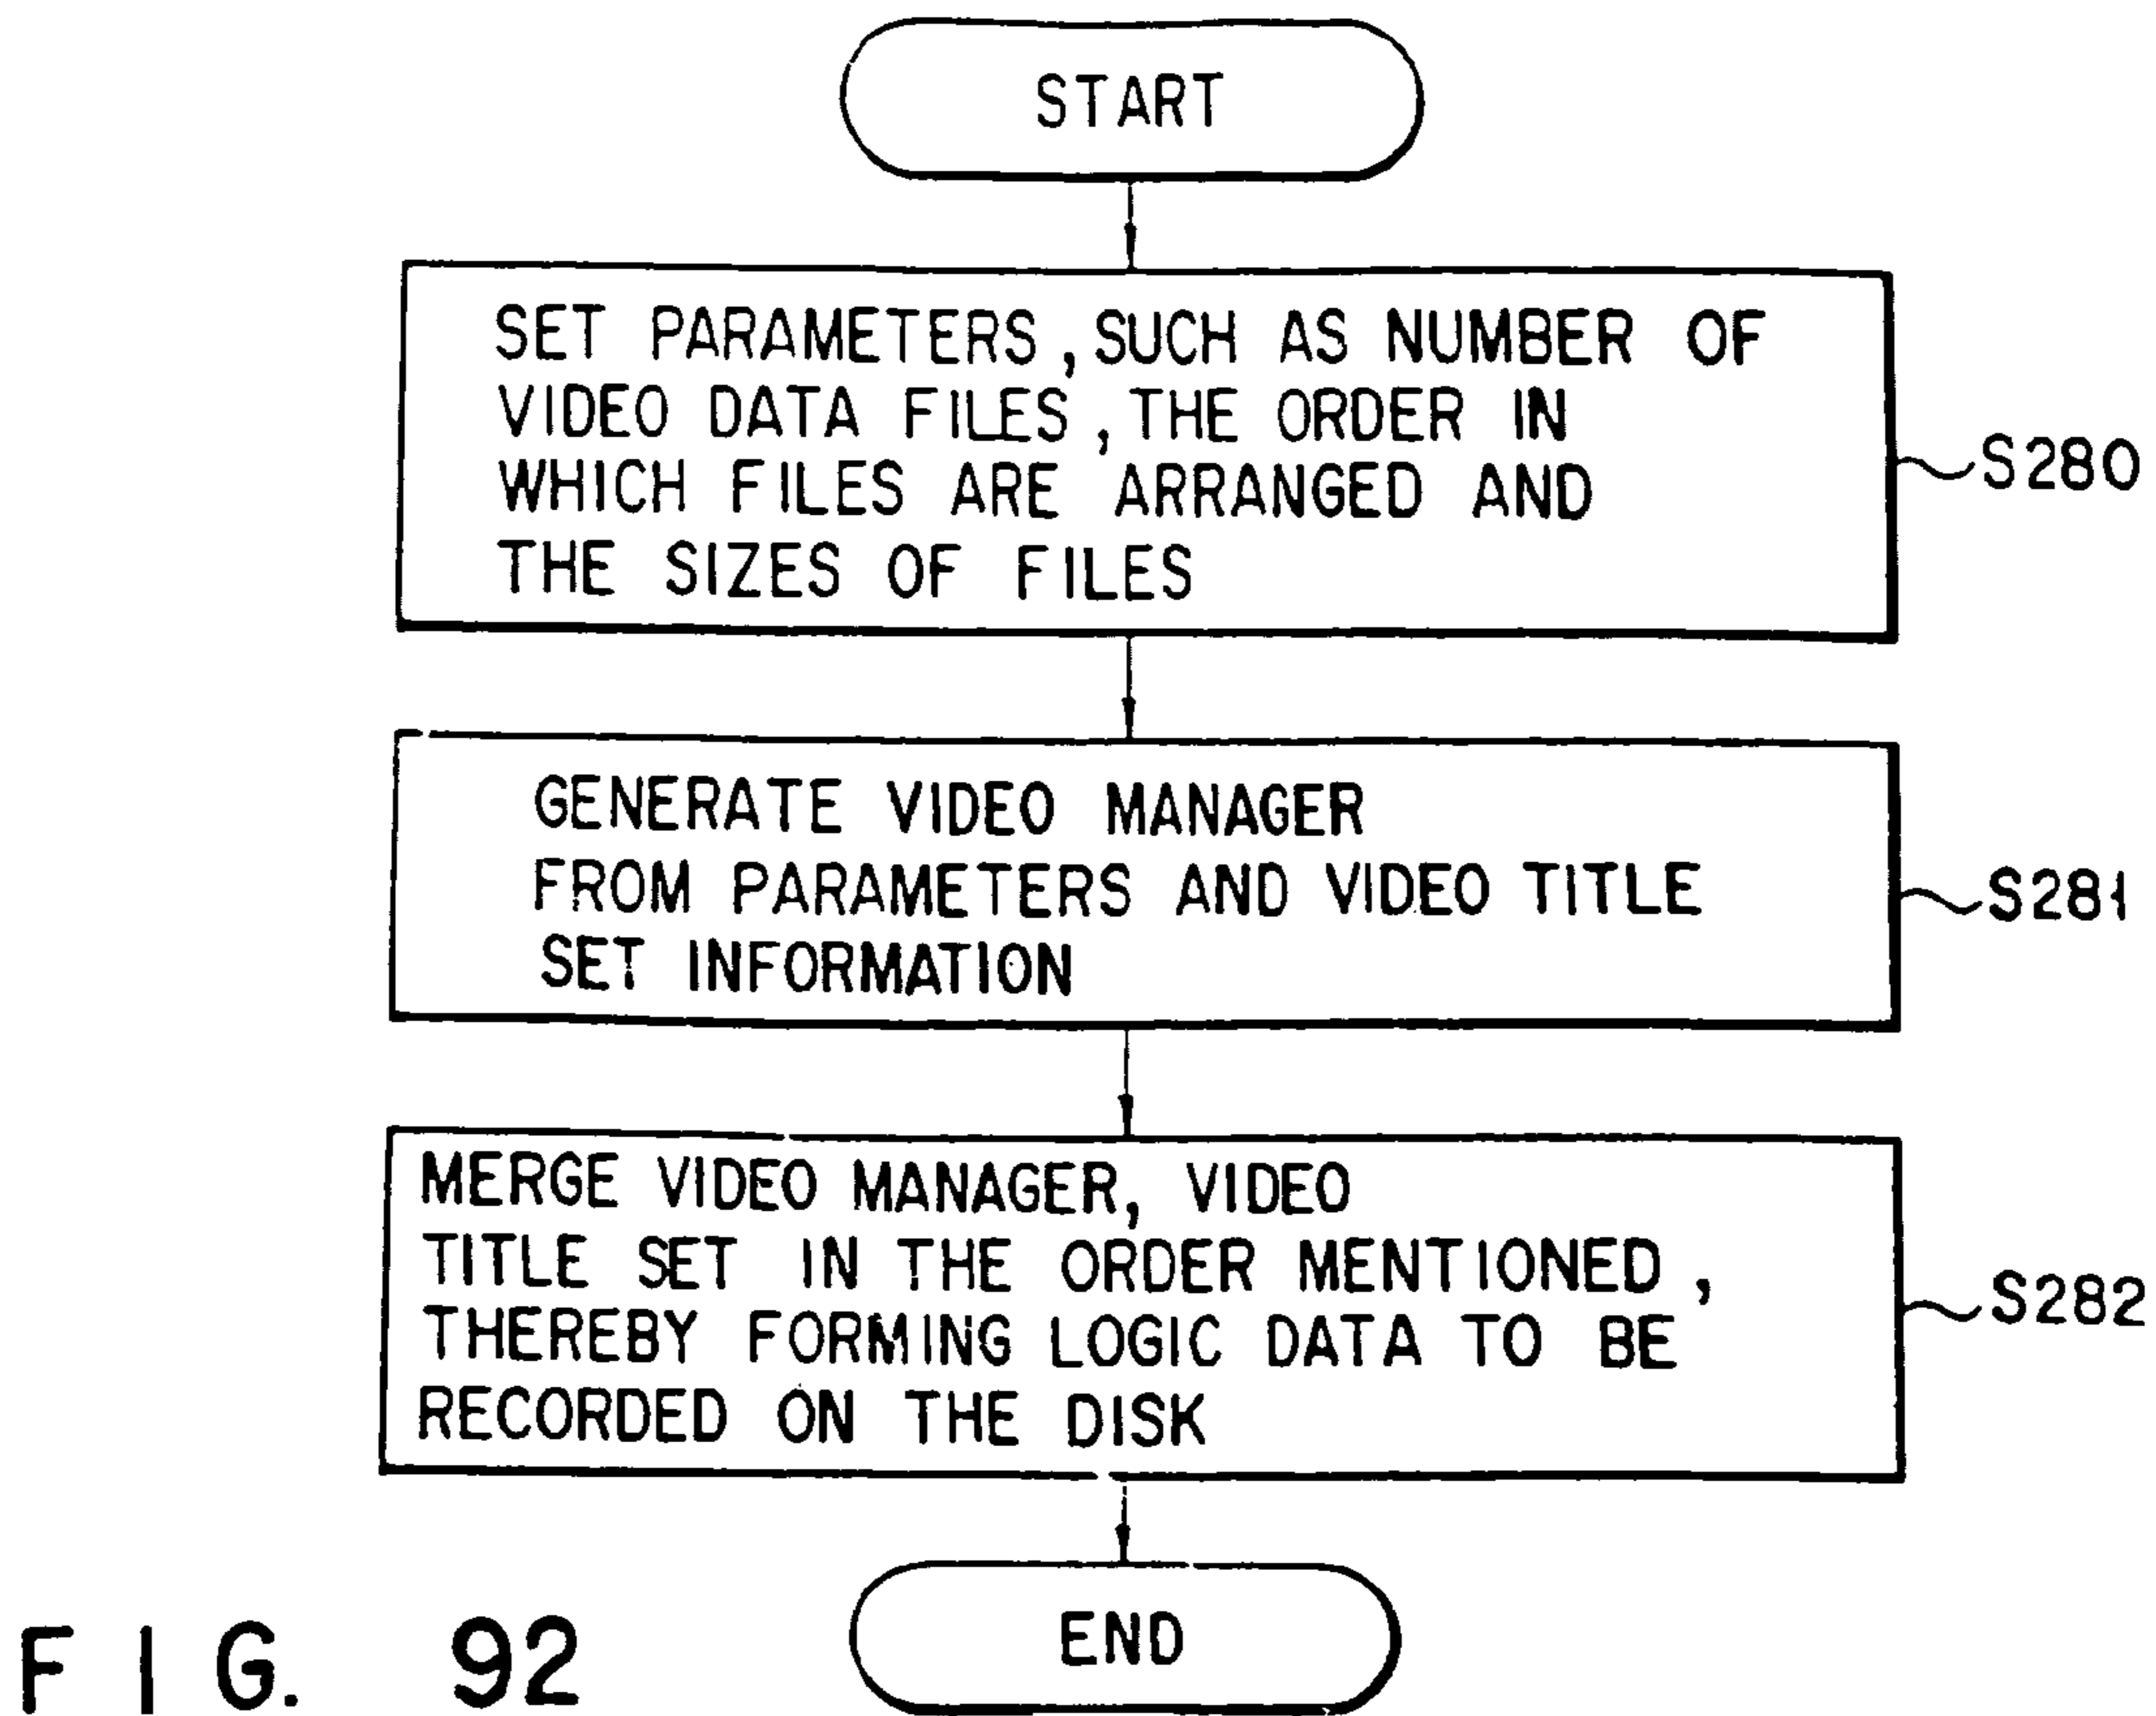 START
SET PARAMETERS, SUCH AS NUMBER OF
VIDEO DATA FILES, THE ORDER IN
WHICH FILES ARE ARRANGED AND
THE SIZES OF FILES
S280
GENERATE VIDEO MANAGER
FROM PARAMETERS AND VIDEO TITLE
SET INFORMATION
S281
MERGE VIDEO MANAGER, VIDEO
TITLE SET IN THE ORDER MENTIONED,
THEREBY FORMING LOGIC DATA TO BE
RECORDED ON THE DISK
S282
END
FIG. 92